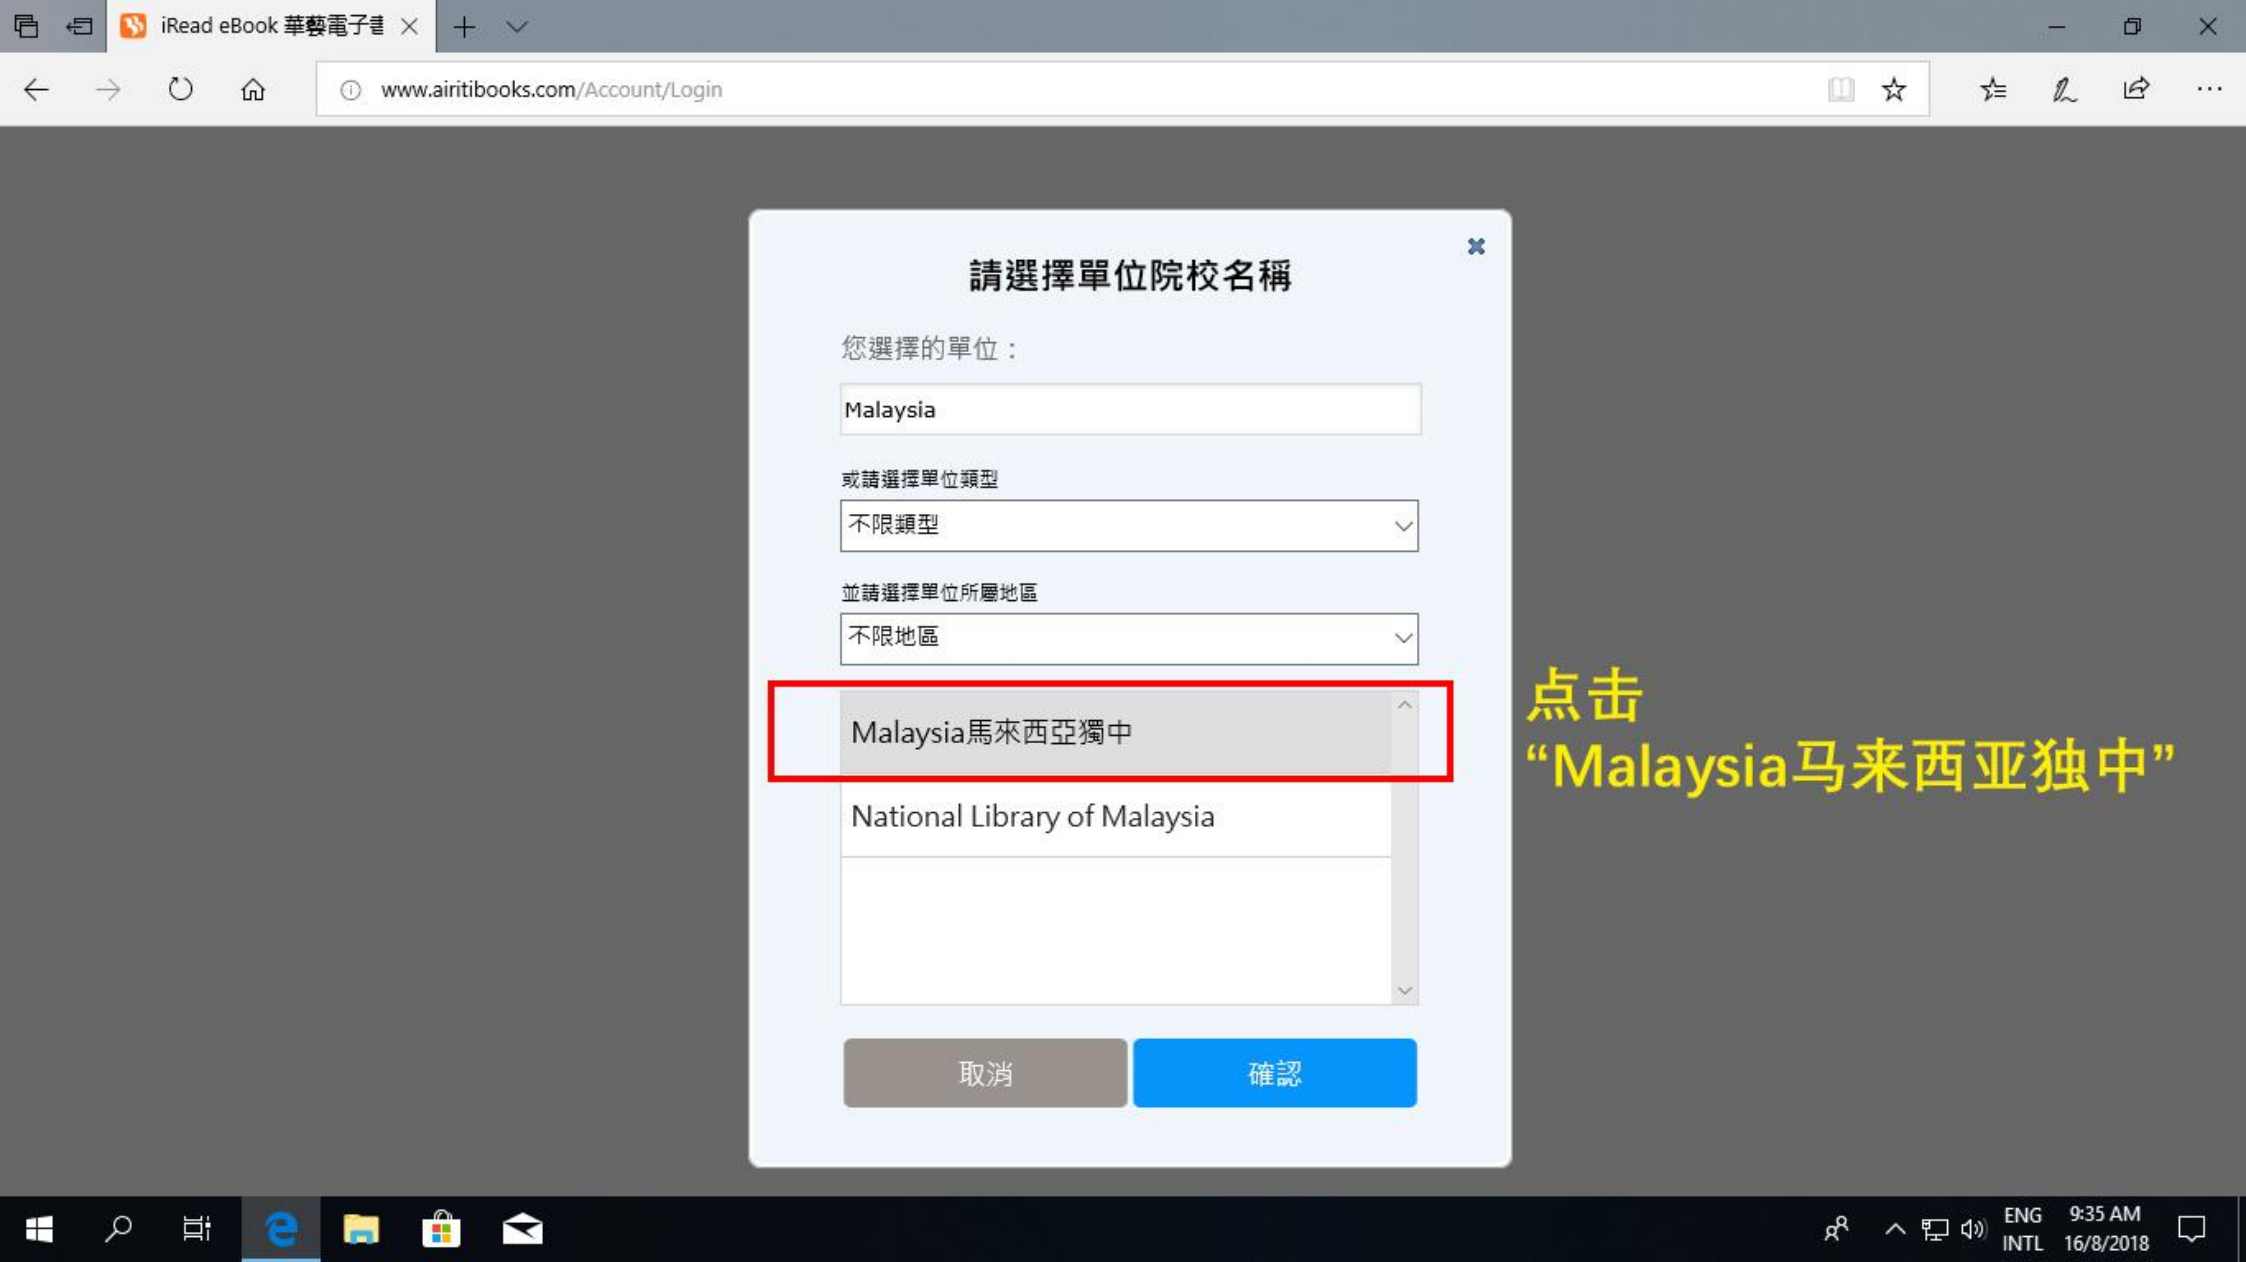 iRead eBook 華藝電子書
www.airitibooks.com/Account/Login
請選擇單位院校名稱
您選擇的單位：
Malaysia
或請選擇單位類型
不限類型
並請選擇單位所屬地區
不限地區
Malaysia馬來西亞獨中
National Library of Malaysia
取消
確認
点击
“Malaysia马来西亚独中”
ENG
INTL
9:35 AM
16/8/2018